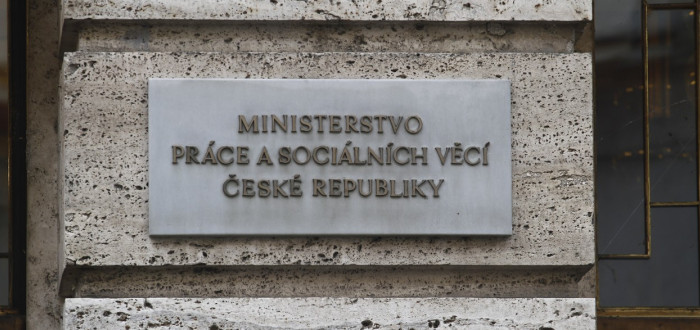 MINISTERSTVO
PRÁCE A SOCIÁLNÍCH VĚCÍ
ČESKÉ REPUBLIKY